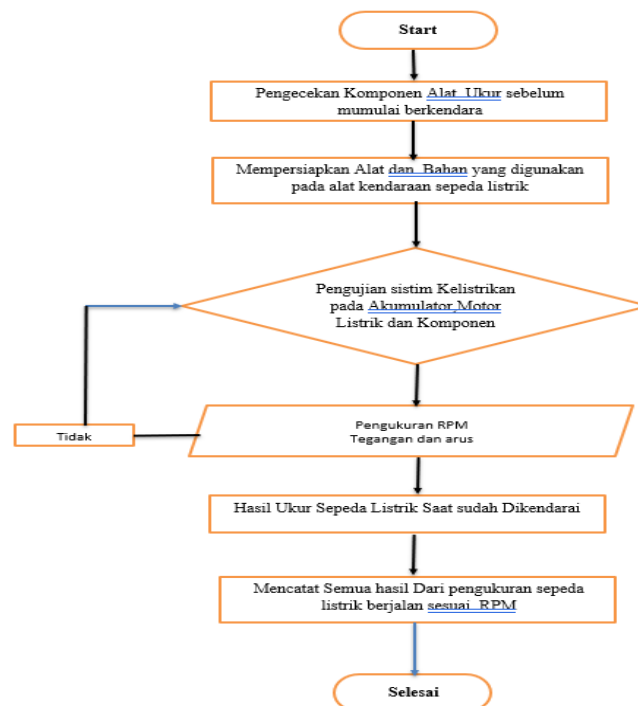 Start
Pengecekan Komponen Alat Ukur sebelum
mumulai berkendara
Mempersiapkan Alat dan Bahan yang digunakan
pada alat kendaraan sepeda listrik
Pengujian sistim Kelistrikan
pada Akumulator,Motor
Listrik dan Komponen
Pengukuran RPM
Tegangan dan arus
Tidak
Hasil Ukur Sepeda Listrik Saat sudah Dikendarai
Mencatat Semua hasil Dari pengukuran sepeda
listrik berjalan sesuai RPM
Selesai